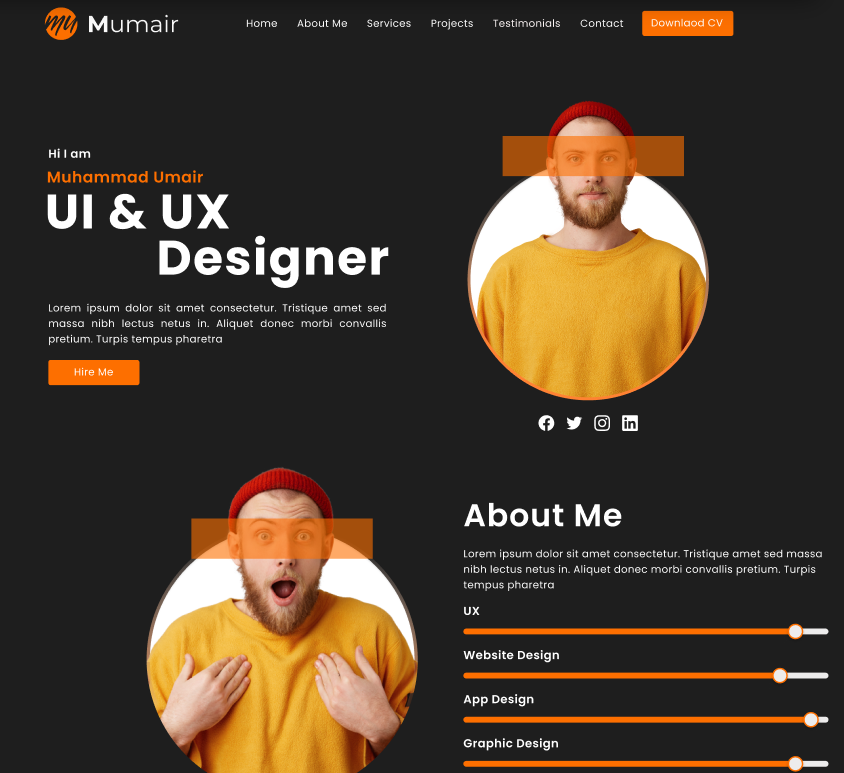 My Mumair
Home About Me Services Projects Testimonials Contact Downlaod CV
Hi I am
Muhammad Umair
UI & UX
Designer
Lorem ipsum dolor sit amet consectetur. Tristique amet sed
massa nibh lectus netus in. Aliquet donec morbi convallis
pretium. Turpis tempus pharetra
Hire Me
About Me
Lorem ipsum dolor sit amet consectetur. Tristique amet sed massa
nibh lectus netus in. Aliquet donec morbi convallis pretium. Turpis
tempus pharetra
UX
Website Design
App Design
Graphic Design